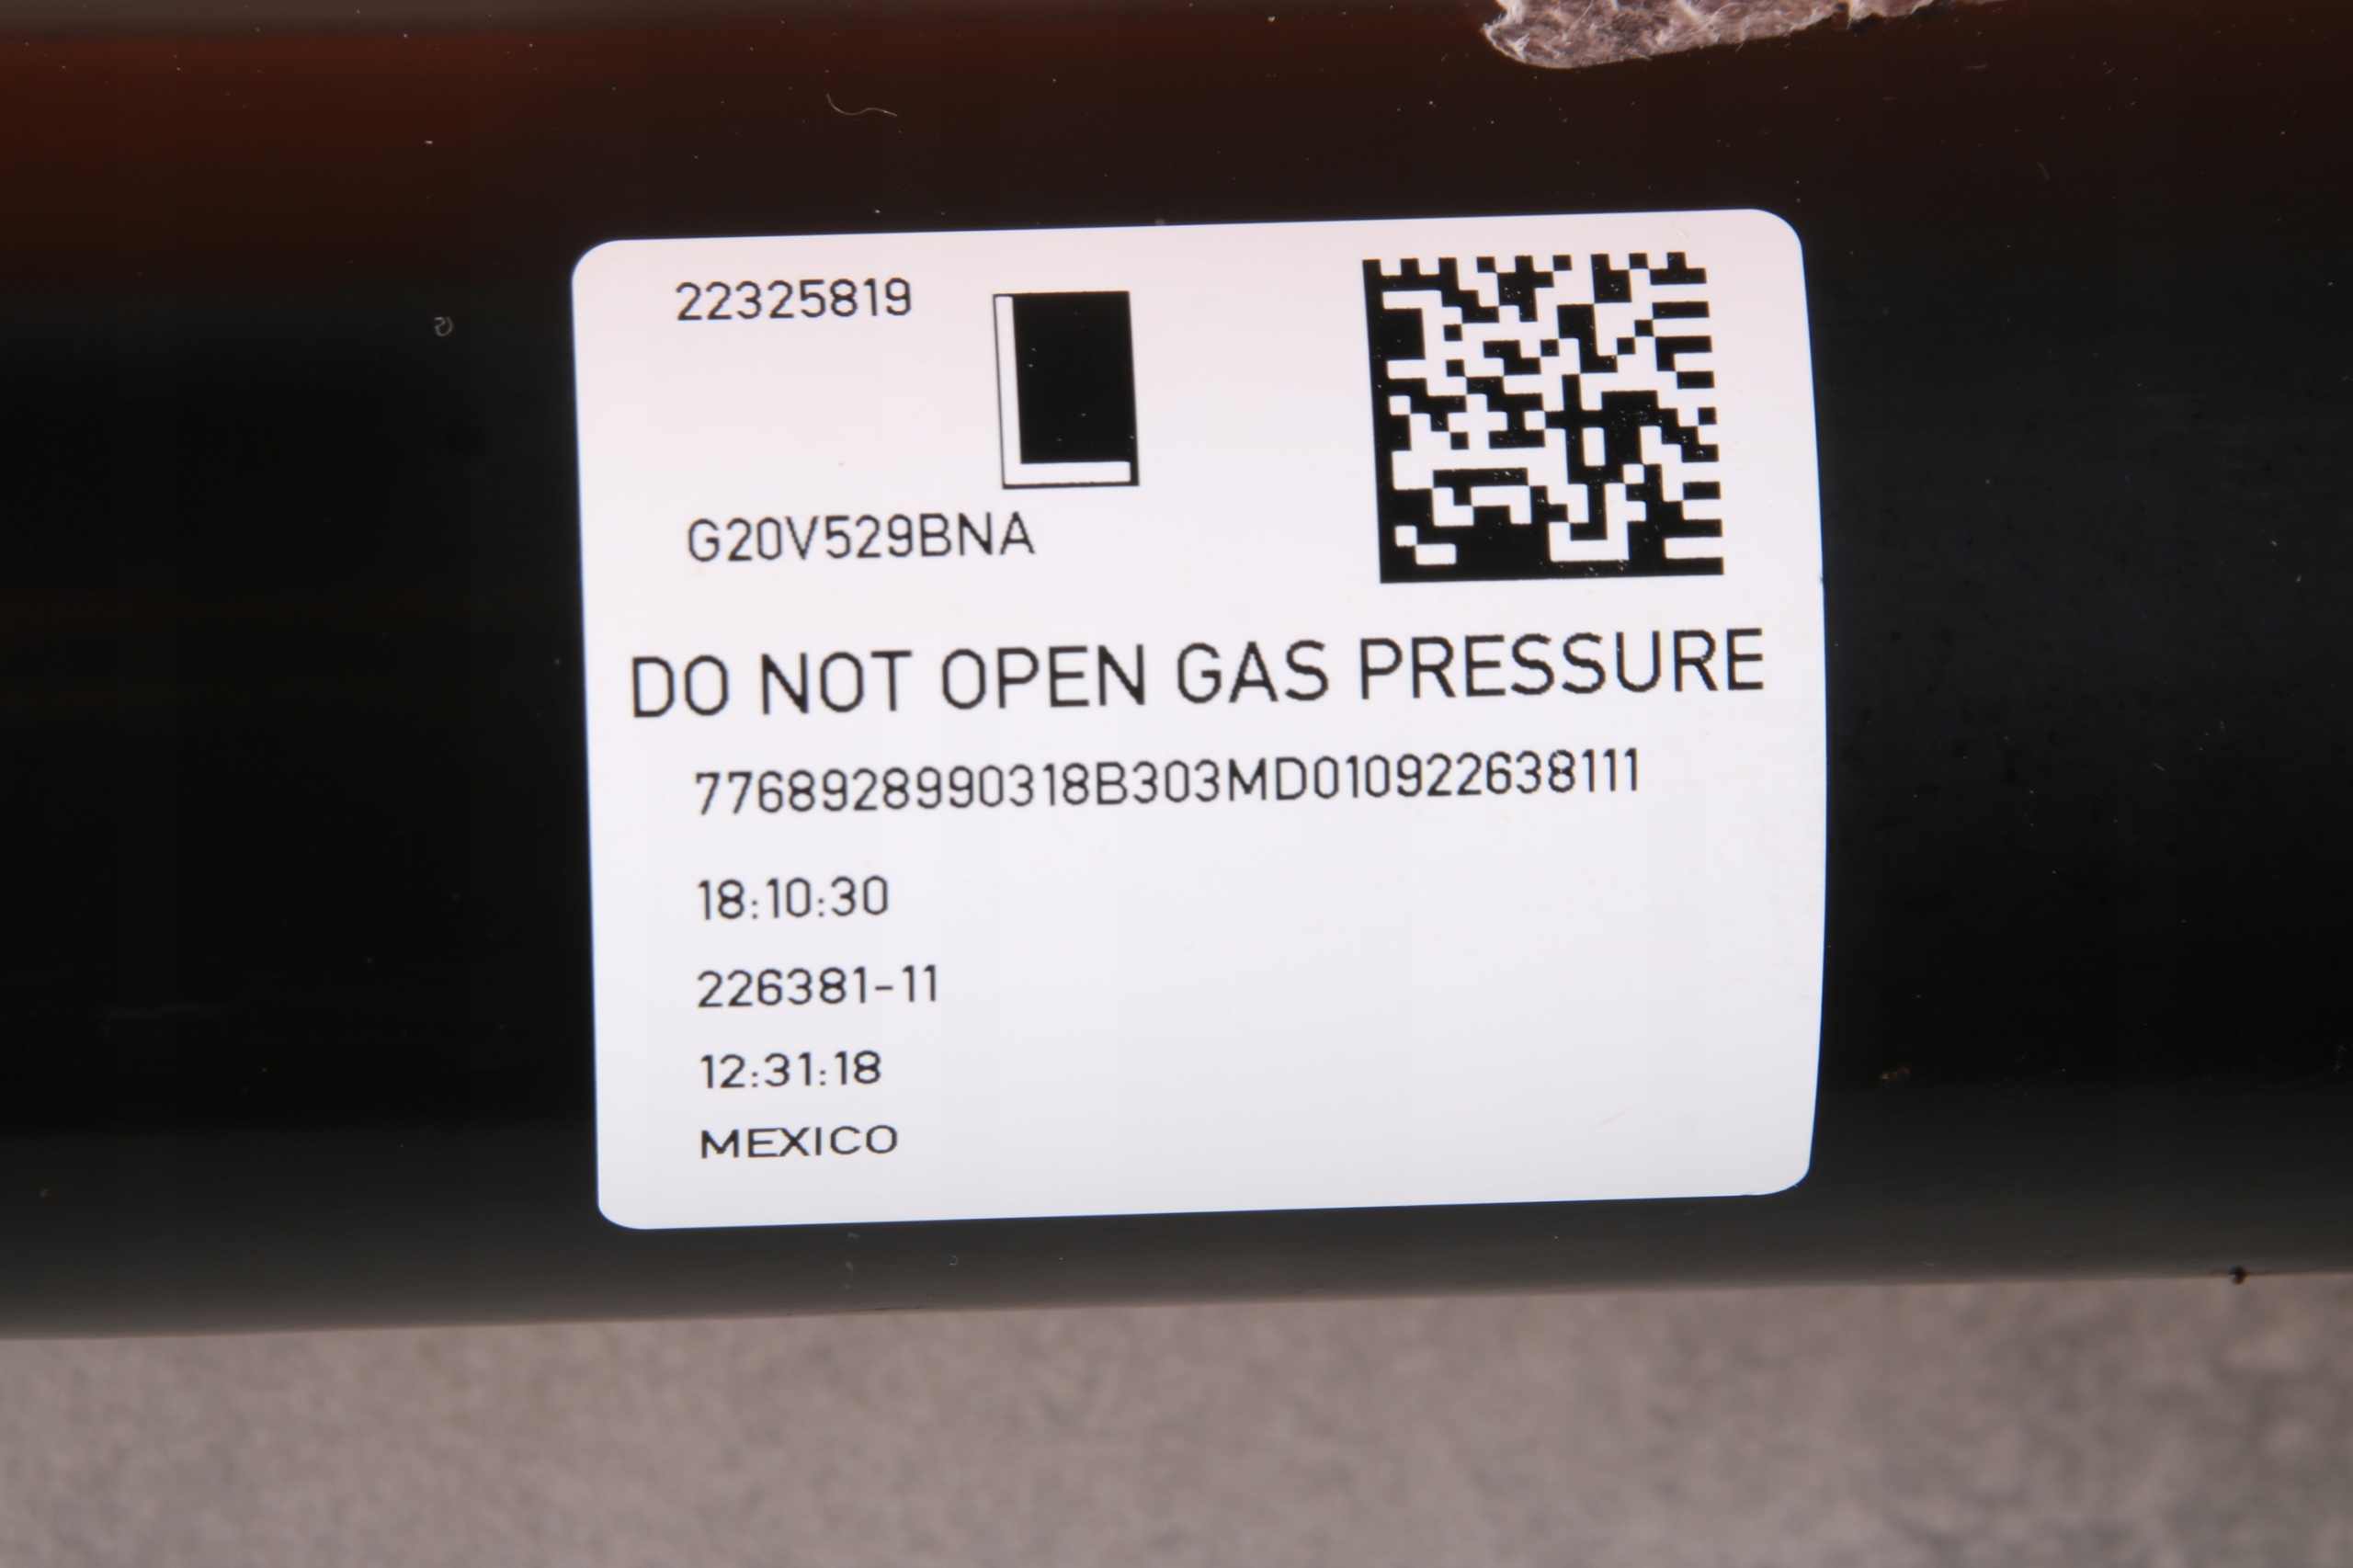 22325819
L
G20V529BNA
DO NOT OPEN GAS PRESSURE
7768928990318B303MD010922638111
18:10:30
226381-11
12:31:18
MEXICO